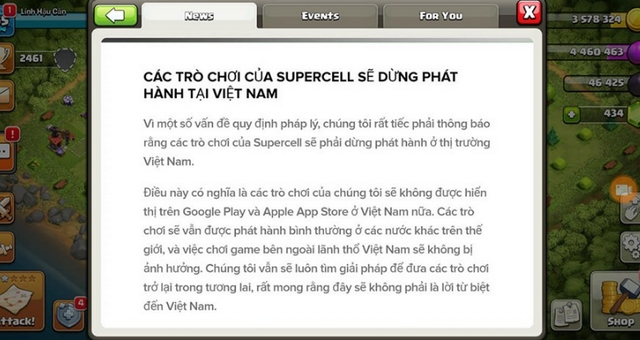 1
Linh Hậu Cần
2461
News
Events
For You
X
3 578 324
4 460 463
46 425
434
CÁC TRÒ CHƠI CỦA SUPERCELL SẼ DỪNG PHÁT
HÀNH TẠI VIỆT NAM
Vì một số vấn đề quy định pháp lý, chúng tôi rất tiếc phải thông báo
rằng các trò chơi của Supercell sẽ phải dừng phát hành ở thị trường
Việt Nam.
Điều này có nghĩa là các trò chơi của chúng tôi sẽ không được hiển
thị trên Google Play và Apple App Store ở Việt Nam nữa. Các trò
chơi sẽ vẫn được phát hành bình thường ở các nước khác trên thế
giới, và việc chơi game bên ngoài lãnh thổ Việt Nam sẽ không bị
ảnh hưởng. Chúng tôi vẫn sẽ luôn tìm giải pháp để đưa các trò chơi
trở lại trong tương lai, rất mong rằng đây sẽ không phải là lời từ biệt
đến Việt Nam.
!
4
Attack!
Shop